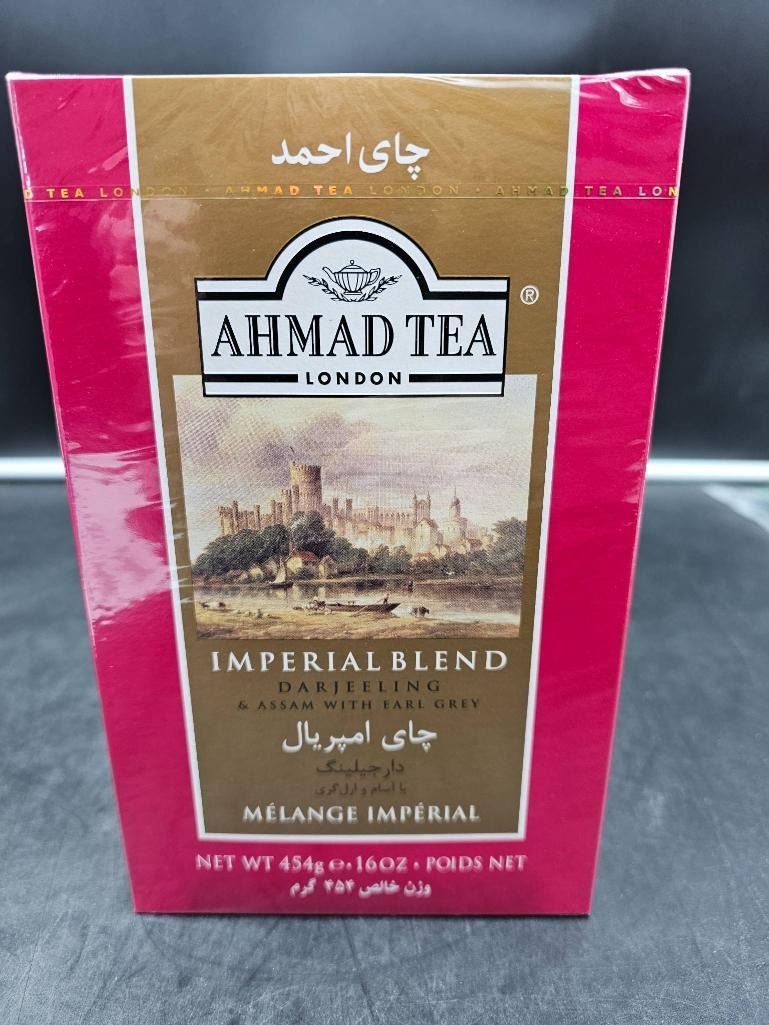 چای احمد
D TEA LONDON · AHMAD TEA LONDON · AHMAD TEA LON
®
AHMAD TEA
LONDON
IMPERIAL BLEND
DARJEELING
& ASSAM WITH EARL GREY
چای امپریال
دارجیلینگ
با آسام و ارل گری
MÉLANGE IMPÉRIAL
NET WT 454g ℮ · 16OZ · POIDS NET
وزن خالص ۴۵۴ گرم